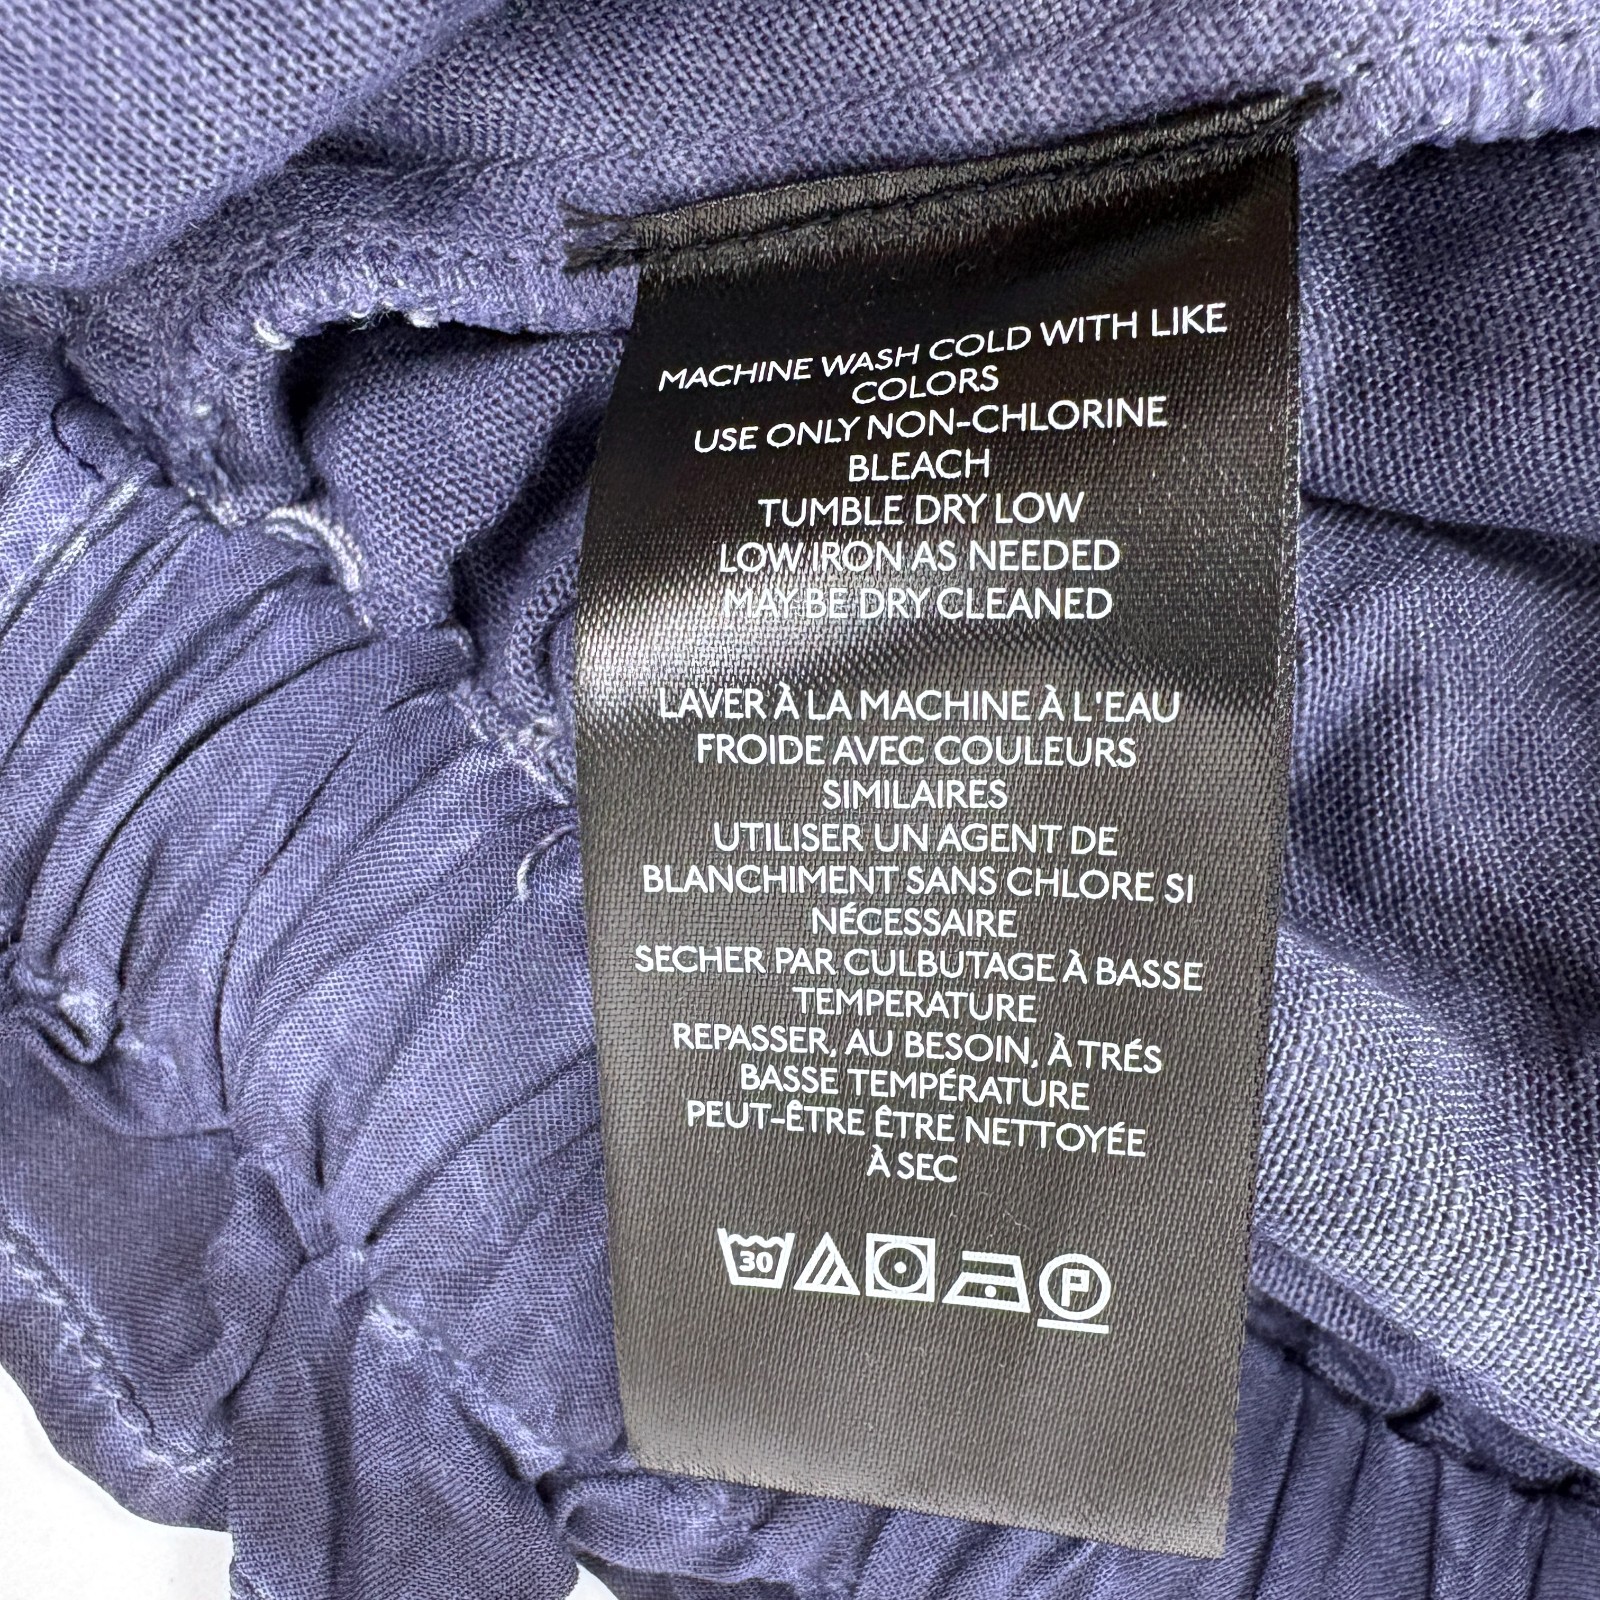 MACHINE WASH COLD WITH LIKE
COLORS
USE ONLY NON-CHLORINE
BLEACH
TUMBLE DRY LOW
LOW IRON AS NEEDED
MAY BE DRY CLEANED
LAVER À LA MACHINE À L'EAU
FROIDE AVEC COULEURS
SIMILAIRES
UTILISER UN AGENT DE
BLANCHIMENT SANS CHLORE SI
NÉCESSAIRE
SECHER PAR CULBUTAGE À BASSE
TEMPERATURE
REPASSER, AU BESOIN, À TRÉS
BASSE TEMPÉRATURE
PEUT-ÊTRE ÊTRE NETTOYÉE
À SEC
30 P